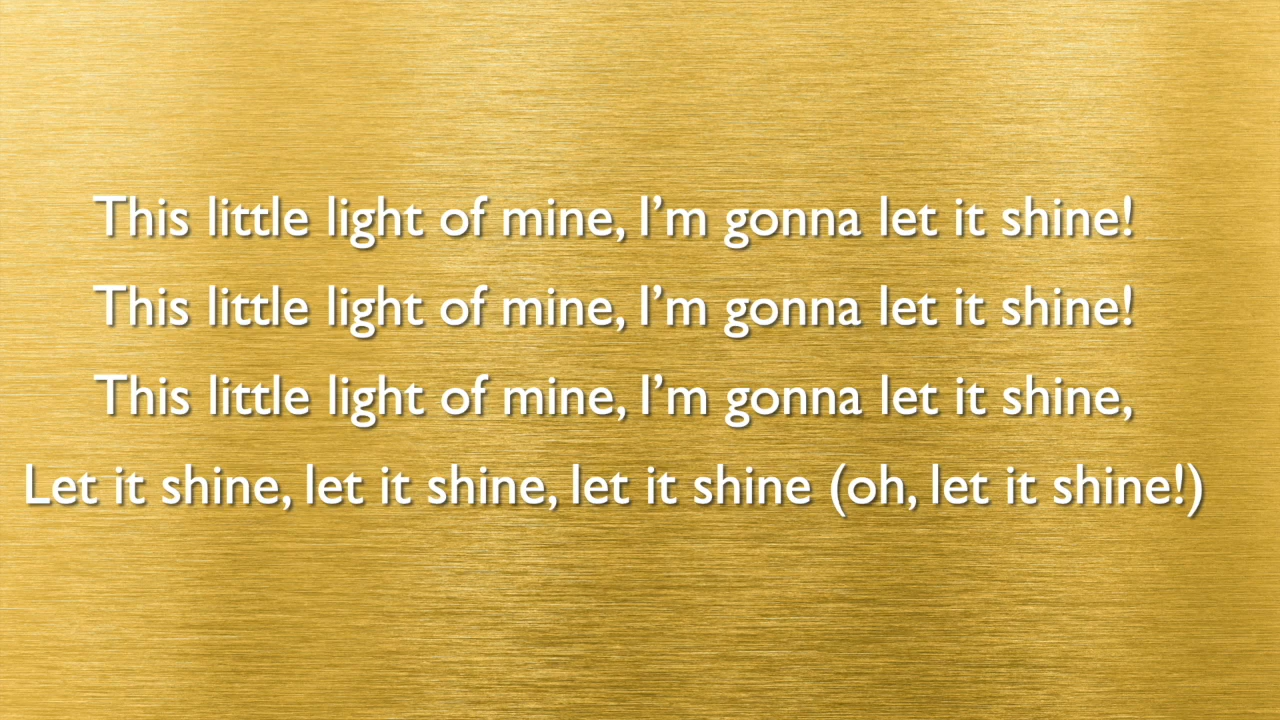 This little light of mine, I’m gonna let it shine!
This little light of mine, I’m gonna let it shine!
This little light of mine, I’m gonna let it shine,
Let it shine, let it shine, let it shine (oh, let it shine!)